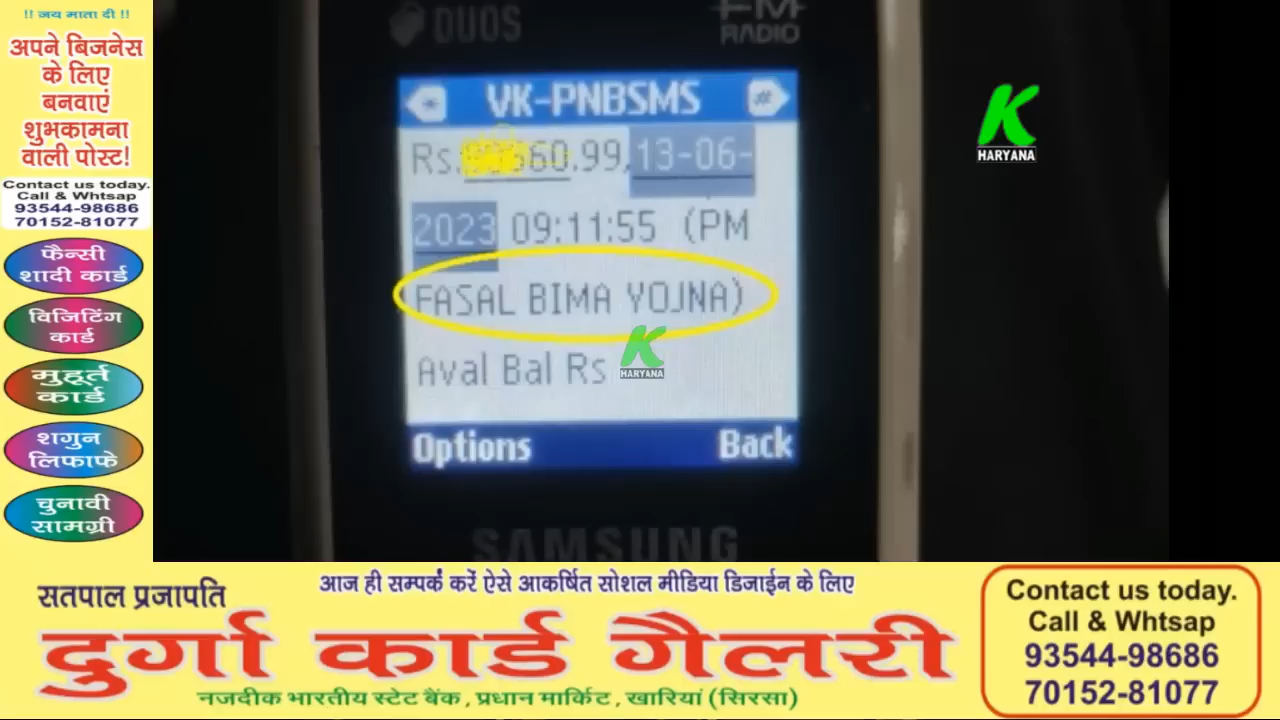 !! जय माता दी !!
अपने बिजनेस
के लिए
बनवाएं
शुभकामना
वाली पोस्ट!
Contact us today.
Call & Whtsap
93544-98686
70152-81077
फैन्सी
शादी कार्ड
विजिटिंग
कार्ड
मुहूर्त
कार्ड
शगुन
लिफाफे
चुनावी
सामग्री
DUOS
FM
RADIO
VK-PNBSMS
Rs. 60.99, 13-06-
2023 09:11:55 (PM
FASAL BIMA YOJNA)
Aval Bal Rs
Options Back
SAMSUNG
K
HARYANA
K
HARYANA
सतपाल प्रजापति
आज ही सम्पर्क करें ऐसे आकर्षित सोशल मीडिया डिजाईन के लिए
दुर्गा कार्ड गैलरी
नजदीक भारतीय स्टेट बैंक, प्रधान मार्किट, खारियां (सिरसा)
Contact us today.
Call & Whtsap
93544-98686
70152-81077